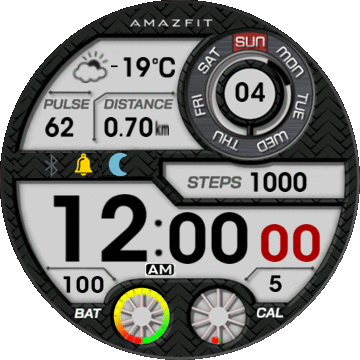 AMAZFIT
-19°C
PULSE
62
DISTANCE
0.70km
SUN
MON
TUE
WED
THU
FRI
SAT
04
STEPS 1000
12:00 00
AM
100
BAT
5
CAL